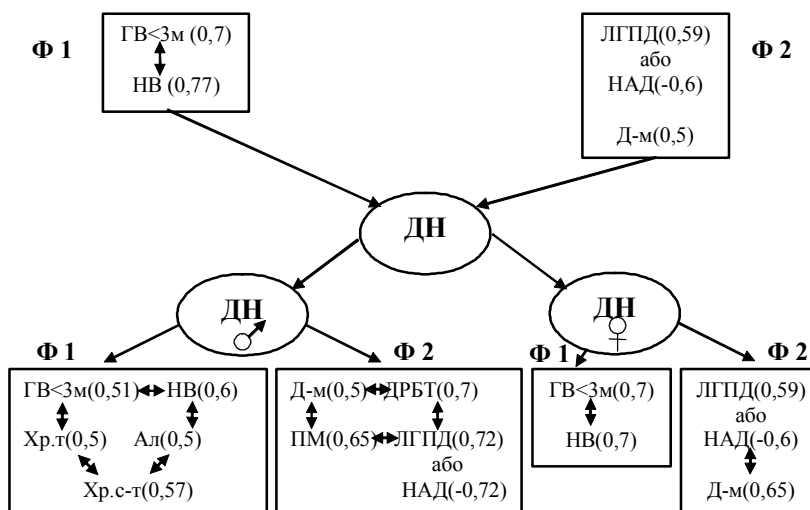 Ф 1
ГВ<3м (0,7)
НВ (0,77)
ЛГПД(0,59)
або
НАД(-0,6)
Д-м(0,5)
Ф 2
ДН
ДН
ДН
Ф 1
ГВ<3м(0,51) НВ(0,6)
Хр.т(0,5) Ал(0,5)
Хр.с-т(0,57)
Ф 2
Д-м(0,5) ДРБТ(0,7)
ПМ(0,65) ЛГПД(0,72)
або
НАД(-0,72)
Ф 1
ГВ<3м(0,7)
НВ(0,7)
Ф 2
ЛГПД(0,59)
або
НАД(-0,6)
Д-м(0,65)